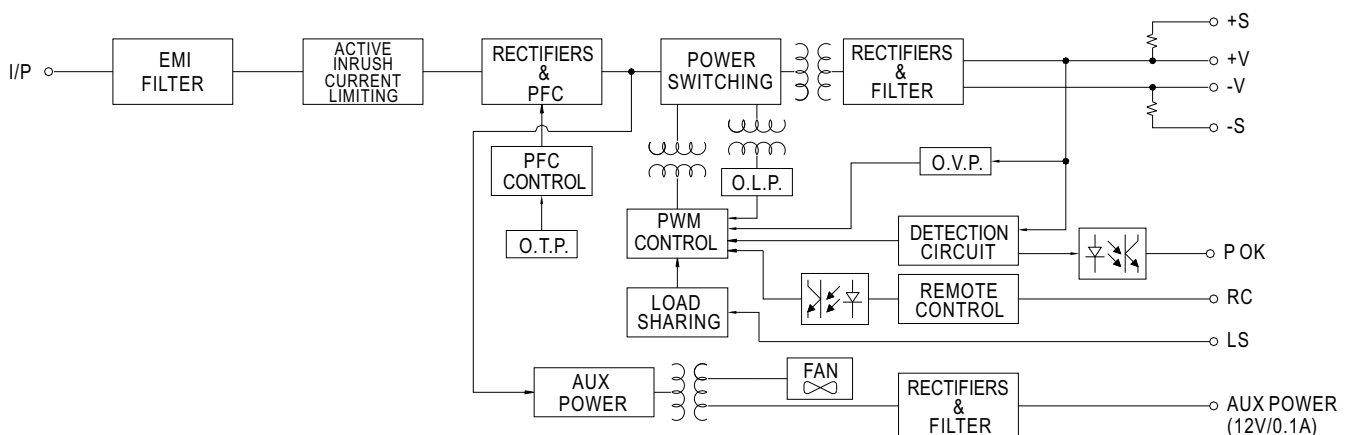 I/P
EMI
FILTER
ACTIVE
INRUSH
CURRENT
LIMITING
RECTIFIERS
&
PFC
POWER
SWITCHING
RECTIFIERS
&
FILTER
+S
+V
-V
-S
PFC
CONTROL
O.T.P.
O.L.P.
O.V.P.
PWM
CONTROL
DETECTION
CIRCUIT
P OK
LOAD
SHARING
REMOTE
CONTROL
RC
LS
AUX
POWER
FAN
RECTIFIERS
&
FILTER
AUX POWER
(12V/0.1A)